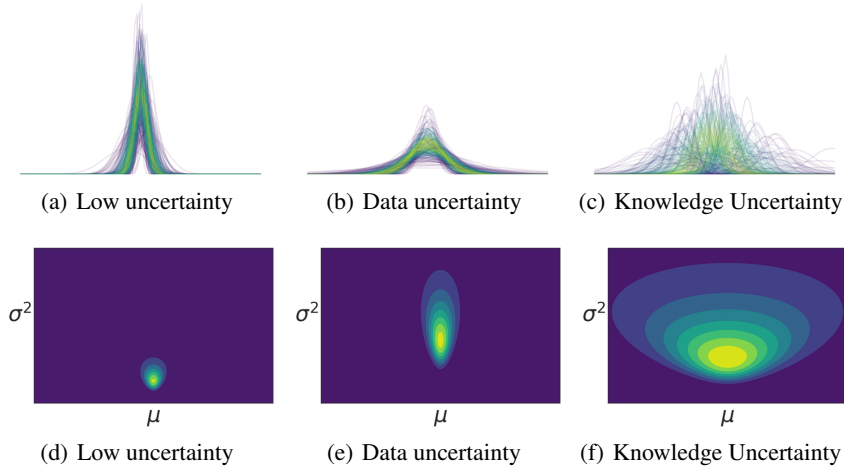 (a) Low uncertainty
(b) Data uncertainty
(c) Knowledge Uncertainty
σ²
μ
σ²
μ
σ²
μ
(d) Low uncertainty
(e) Data uncertainty
(f) Knowledge Uncertainty